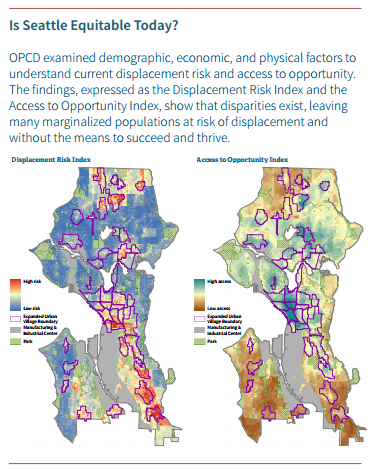 Is Seattle Equitable Today?
OPCD examined demographic, economic, and physical factors to
understand current displacement risk and access to opportunity.
The findings, expressed as the Displacement Risk Index and the
Access to Opportunity Index, show that disparities exist, leaving
many marginalized populations at risk of displacement and
without the means to succeed and thrive.
Displacement Risk Index
High risk
Low risk
Expanded Urban
Village Boundary
Manufacturing &
Industrial Center
Park
Access to Opportunity Index
High access
Low access
Expanded Urban
Village Boundary
Manufacturing &
Industrial Center
Park